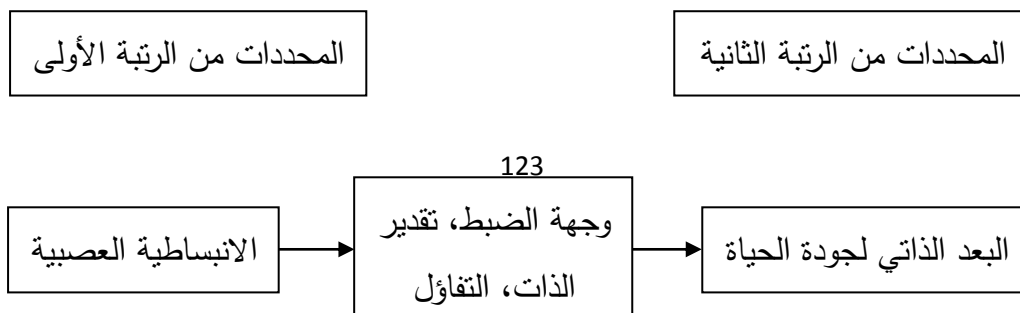 المحددات من الرتبة الثانية
المحددات من الرتبة الأولى
123
البعد الذاتي لجودة الحياة
وجهة الضبط، تقدير
الذات، التفاؤل
الانبساطية العصبية